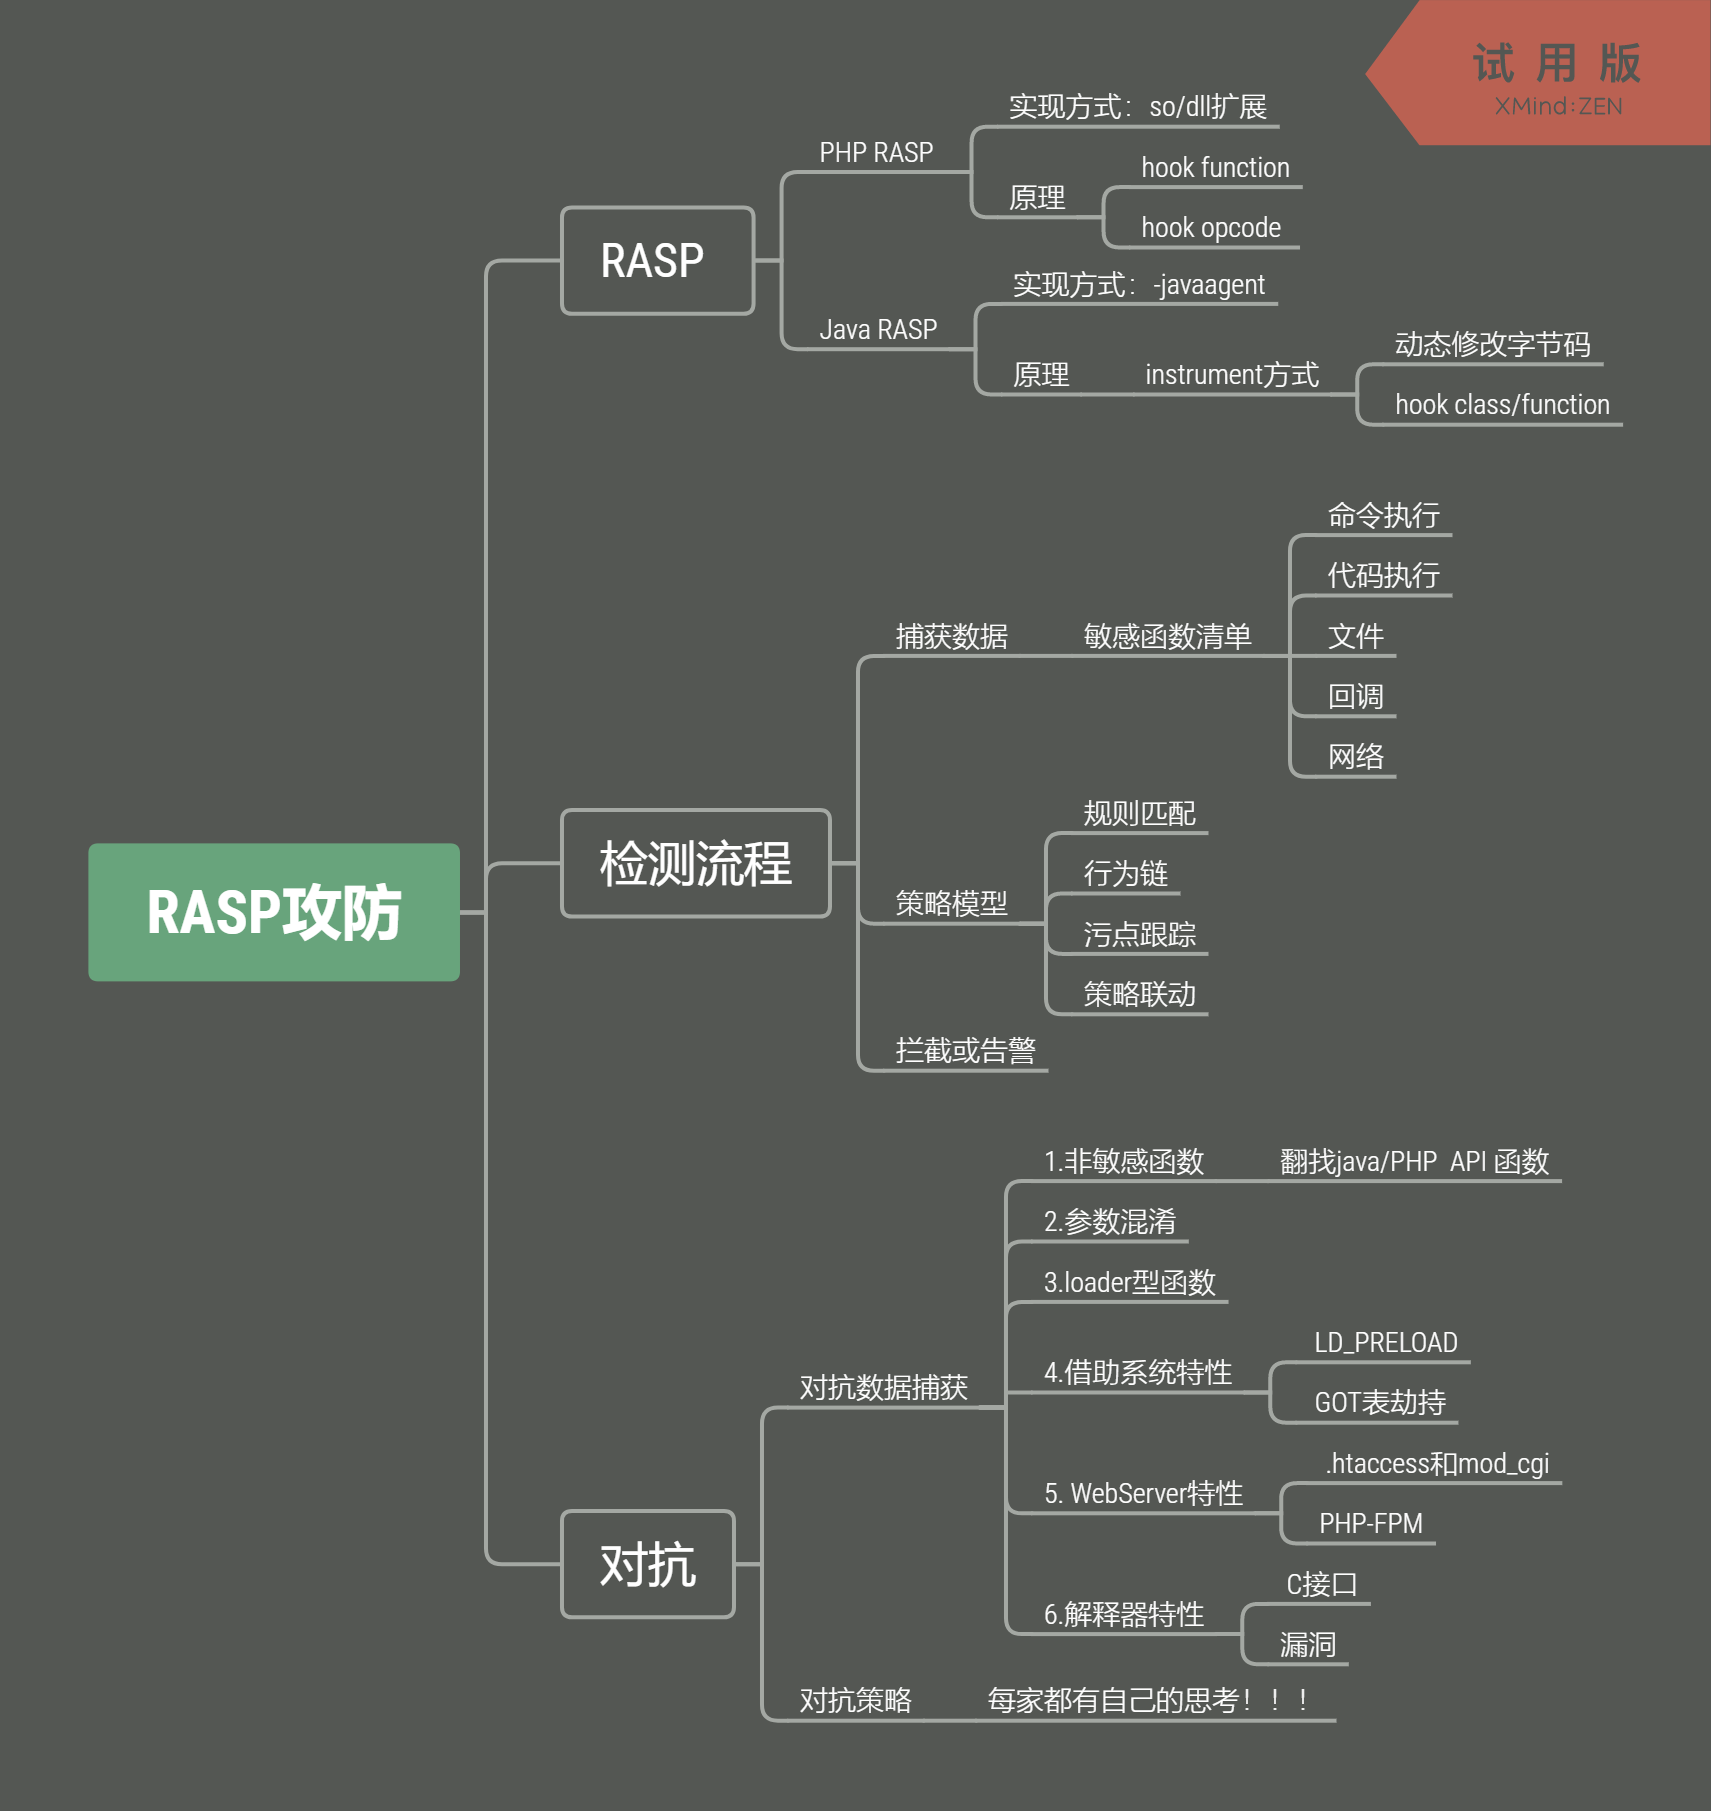 试用版
XMind:ZEN
RASP攻防
RASP
PHP RASP
实现方式：so/dll扩展
原理
hook function
hook opcode
Java RASP
实现方式：-javaagent
原理
instrument方式
动态修改字节码
hook class/function
检测流程
捕获数据
敏感函数清单
命令执行
代码执行
文件
回调
网络
策略模型
规则匹配
行为链
污点跟踪
策略联动
拦截或告警
对抗
对抗数据捕获
1.非敏感函数
翻找java/PHP  API 函数
2.参数混淆
3.loader型函数
4.借助系统特性
LD_PRELOAD
GOT表劫持
5. WebServer特性
.htaccess和mod_cgi
PHP-FPM
6.解释器特性
C接口
漏洞
对抗策略
每家都有自己的思考！！！